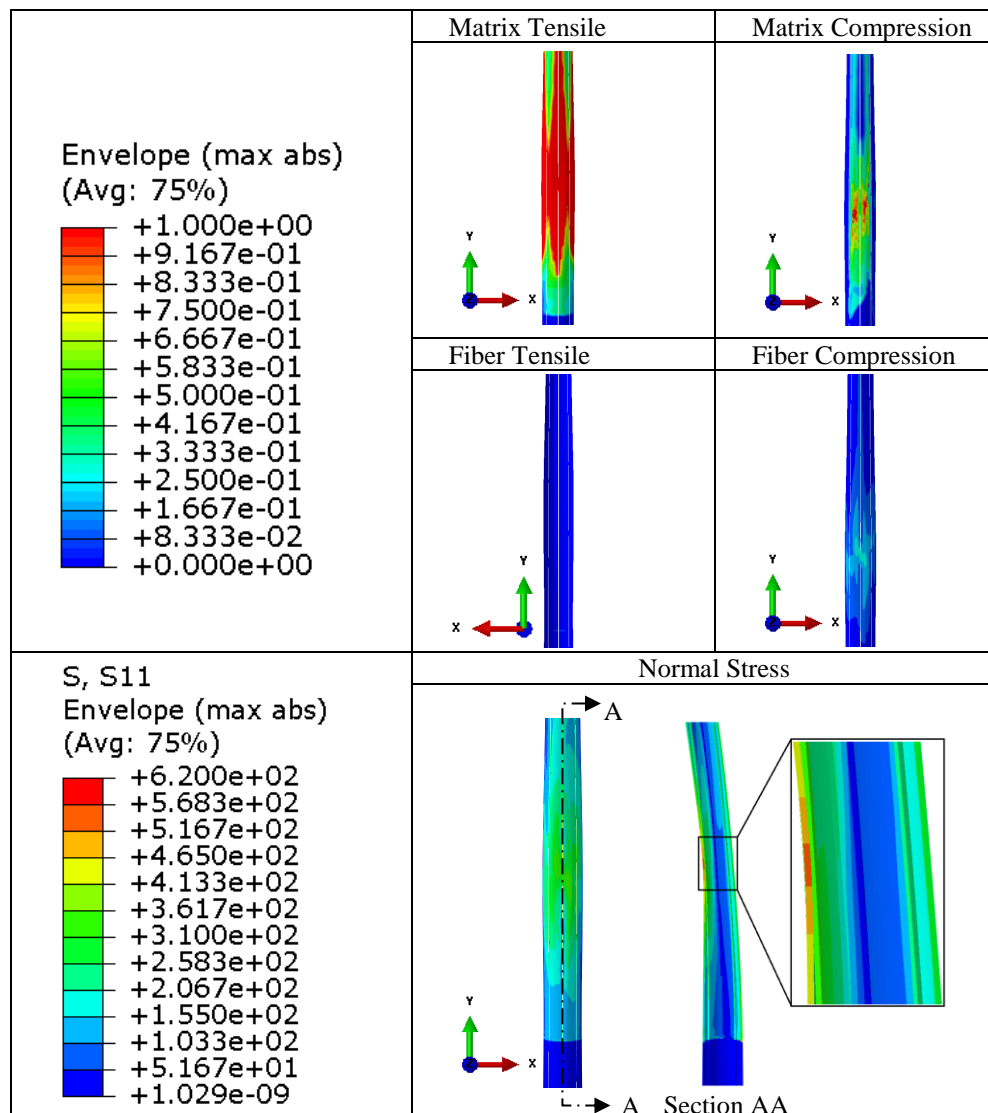 Matrix Tensile
Matrix Compression
Envelope (max abs)
(Avg: 75%)
+1.000e+00
+9.167e-01
+8.333e-01
+7.500e-01
+6.667e-01
+5.833e-01
+5.000e-01
+4.167e-01
+3.333e-01
+2.500e-01
+1.667e-01
+8.333e-02
+0.000e+00
Y
Z X
Y
Z X
Fiber Tensile
Fiber Compression
Y
X
Y
Z X
S, S11
Envelope (max abs)
(Avg: 75%)
+6.200e+02
+5.683e+02
+5.167e+02
+4.650e+02
+4.133e+02
+3.617e+02
+3.100e+02
+2.583e+02
+2.067e+02
+1.550e+02
+1.033e+02
+5.167e+01
+1.029e-09
Normal Stress
A
Y
Z X
A Section AA